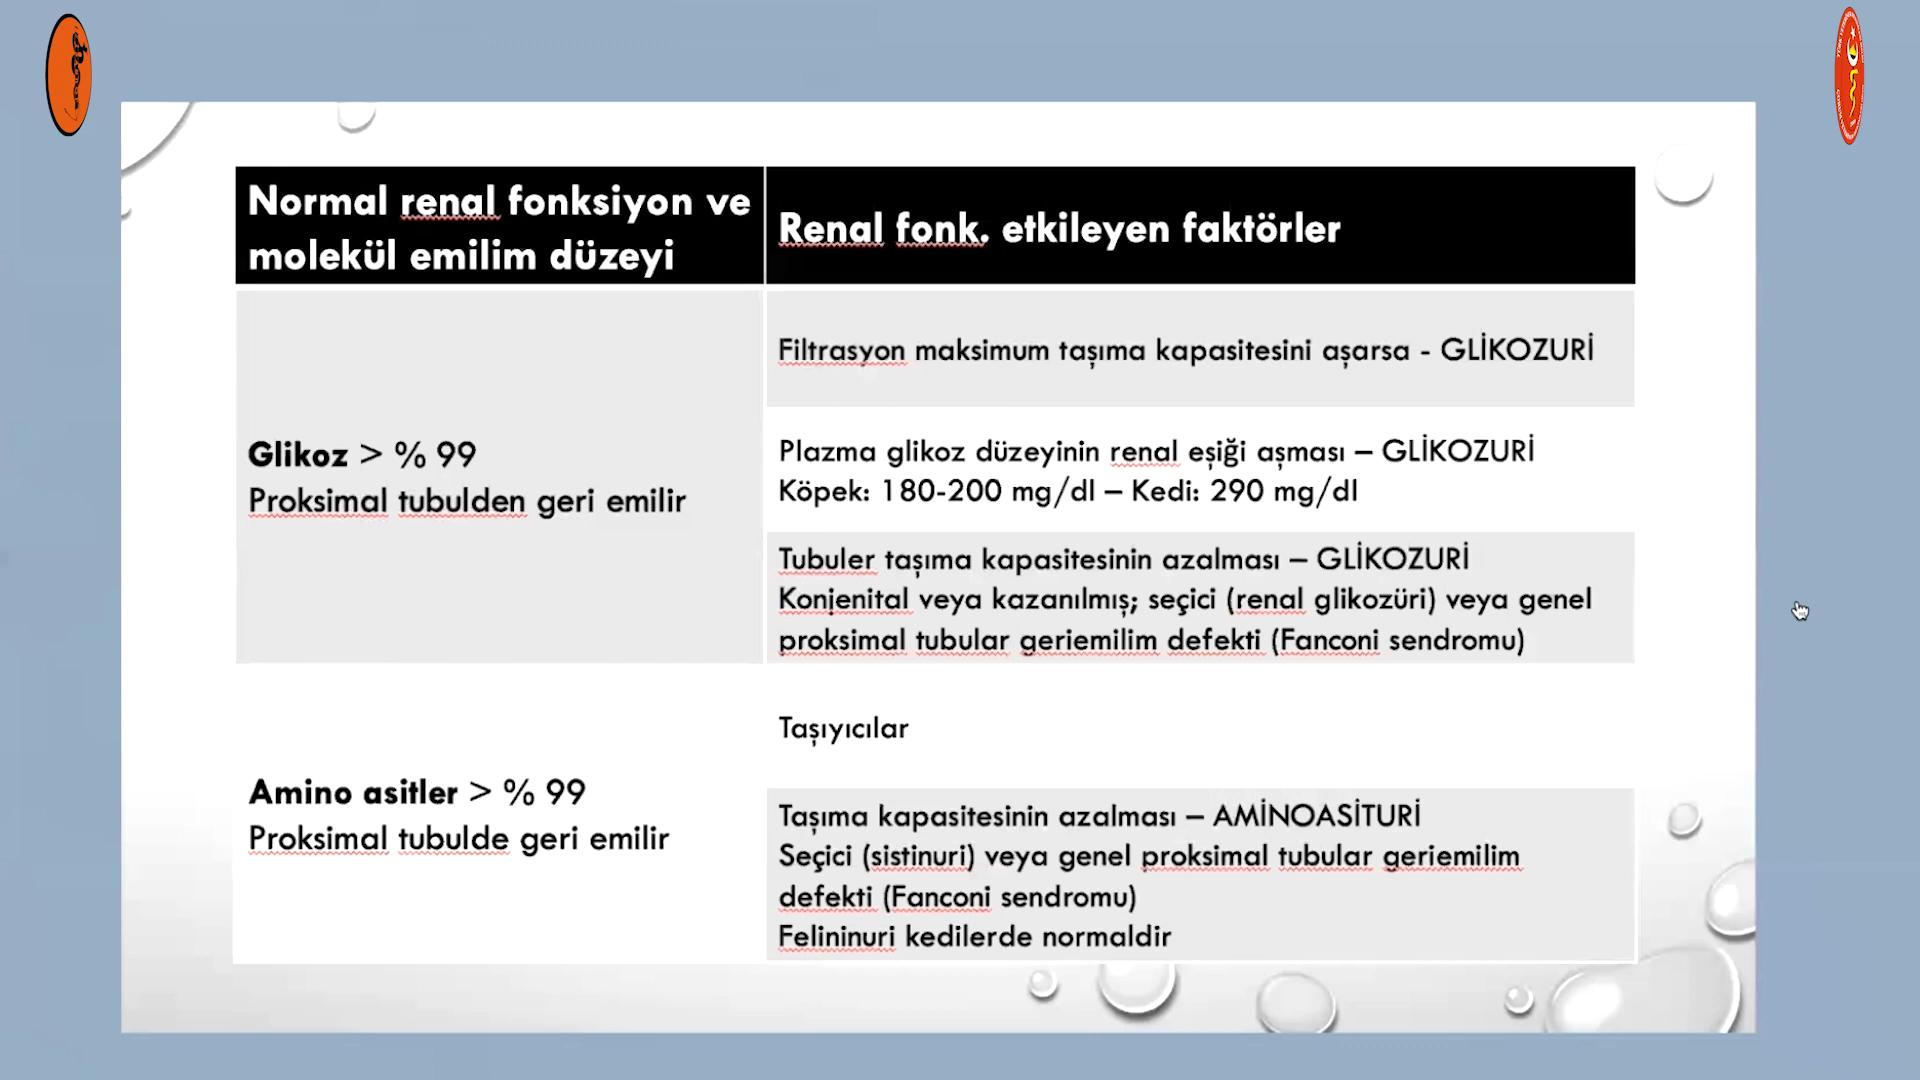 Normal renal fonksiyon ve
molekül emilim düzeyi
Renal fonk. etkileyen faktörler
Glikoz > % 99
Proksimal tubulden geri emilir
Filtrasyon maksimum taşıma kapasitesini aşarsa - GLİKOZURİ
Plazma glikoz düzeyinin renal eşiği aşması – GLİKOZURİ
Köpek: 180-200 mg/dl – Kedi: 290 mg/dl
Tubuler taşıma kapasitesinin azalması – GLİKOZURİ
Konjenital veya kazanılmış; seçici (renal glikozüri) veya genel
proksimal tubular geriemilim defekti (Fanconi sendromu)
Amino asitler > % 99
Proksimal tubulde geri emilir
Taşıyıcılar
Taşıma kapasitesinin azalması – AMİNOASİTURİ
Seçici (sistinuri) veya genel proksimal tubular geriemilim
defekti (Fanconi sendromu)
Felininuri kedilerde normaldir